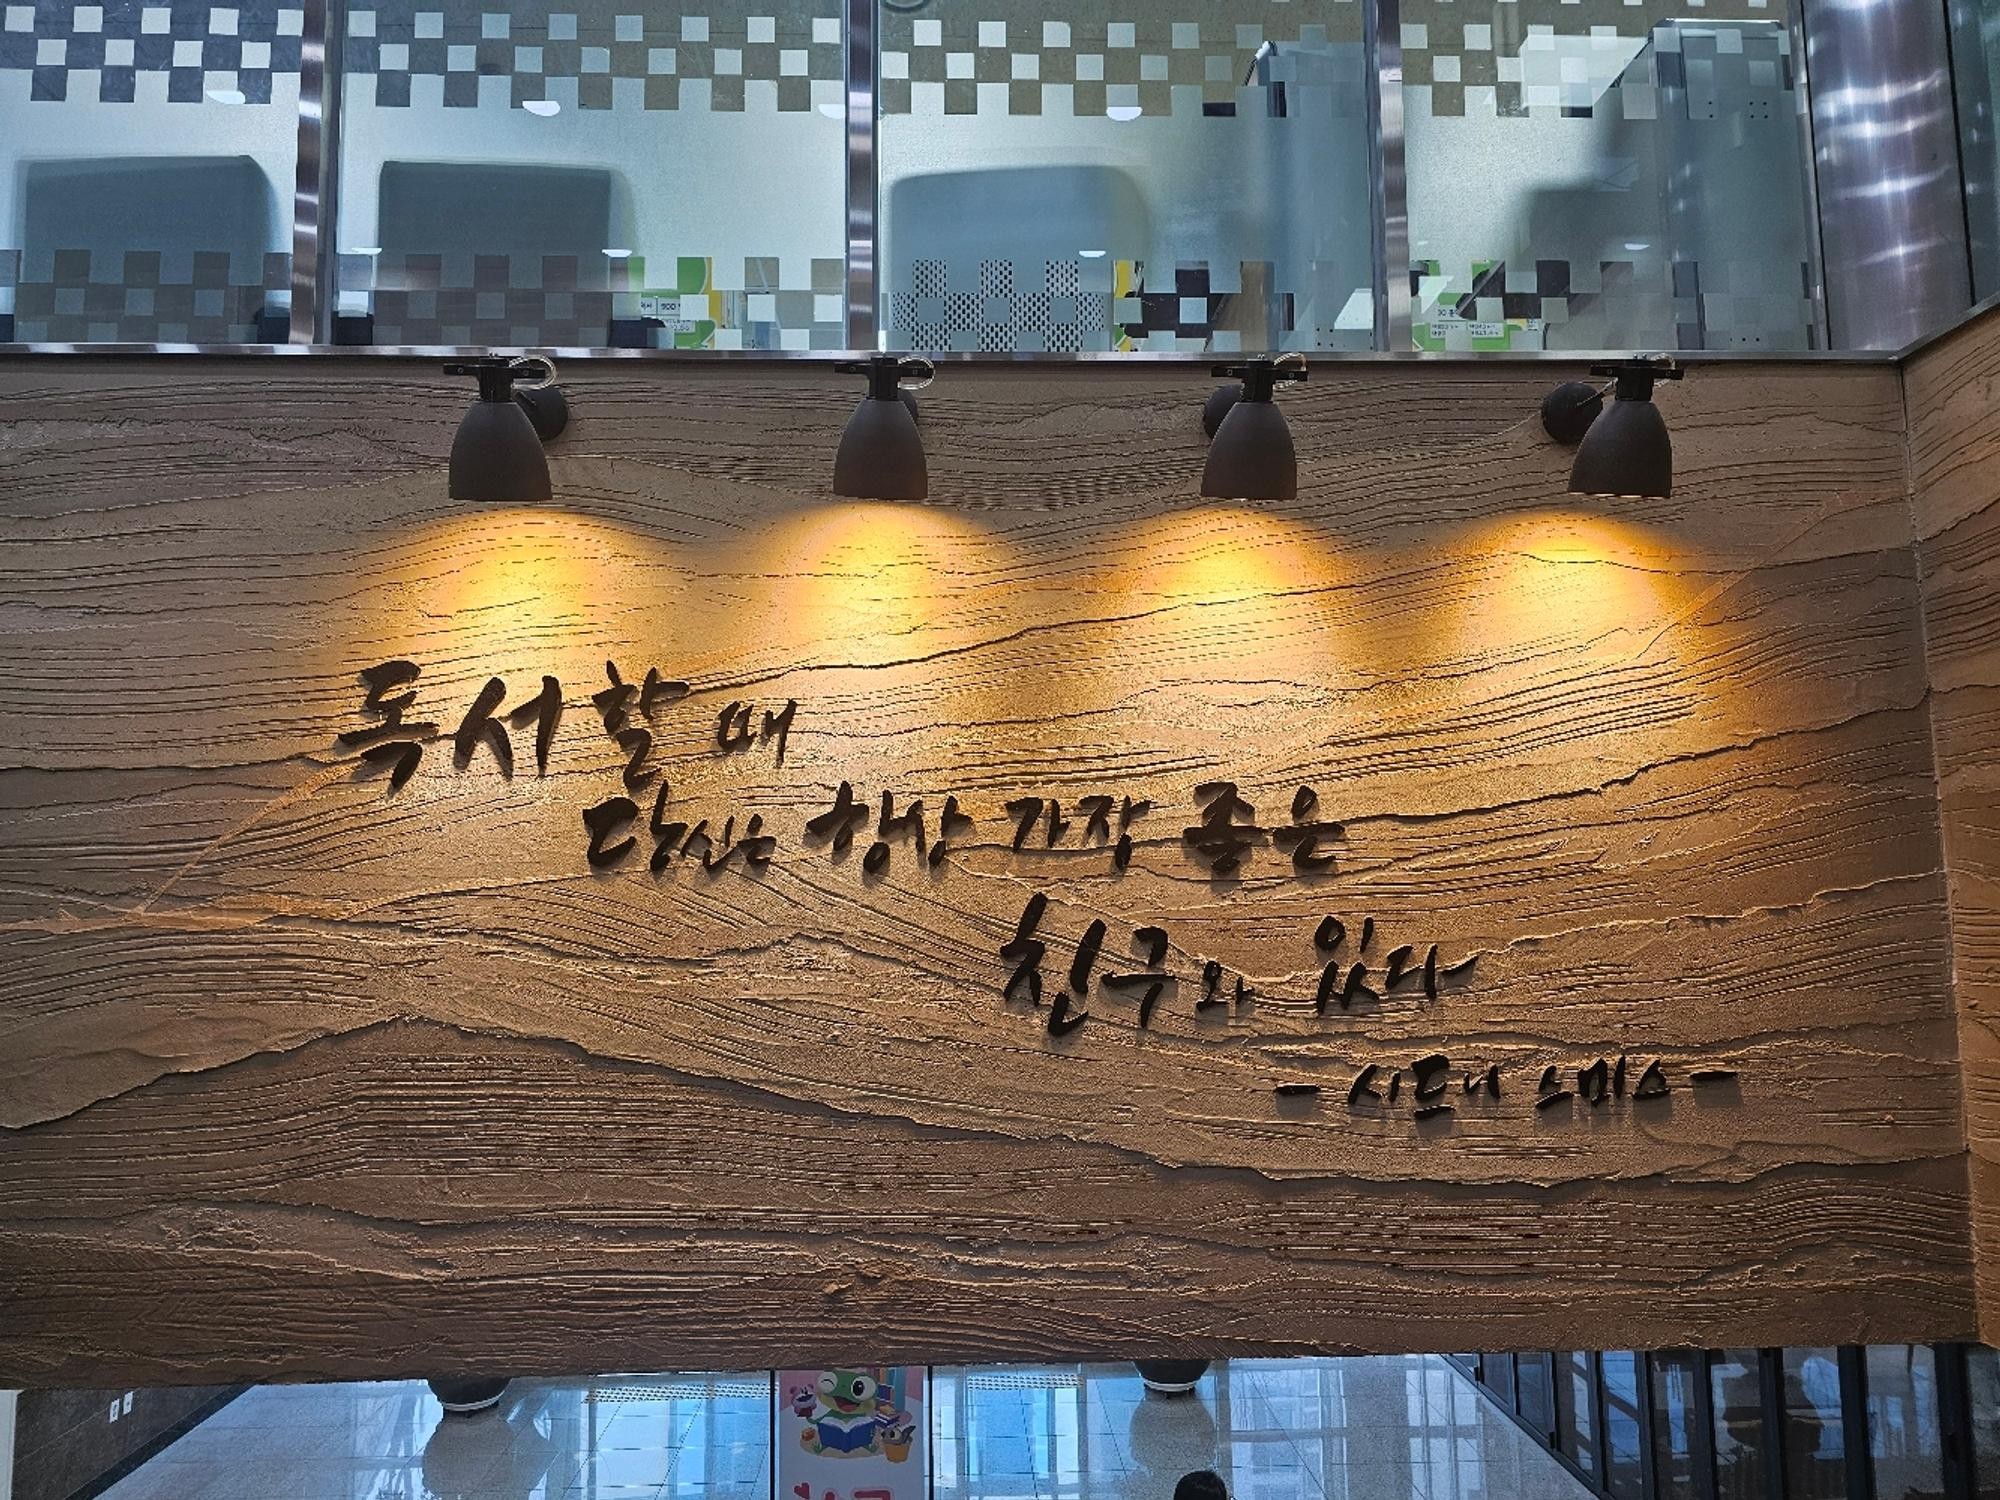 독서할 때
당신은 항상 가장 좋은
친구와 있다
- 시드니 스미스 -
900